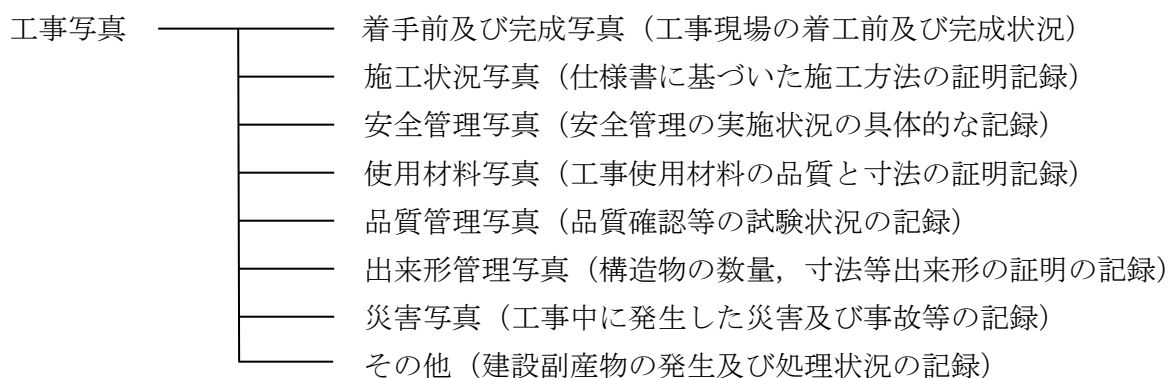 工事写真
着手前及び完成写真（工事現場の着工前及び完成状況）
施工状況写真（仕様書に基づいた施工方法の証明記録）
安全管理写真（安全管理の実施状況の具体的な記録）
使用材料写真（工事使用材料の品質と寸法の証明記録）
品質管理写真（品質確認等の試験状況の記録）
出来形管理写真（構造物の数量，寸法等出来形の証明の記録）
災害写真（工事中に発生した災害及び事故等の記録）
その他（建設副産物の発生及び処理状況の記録）